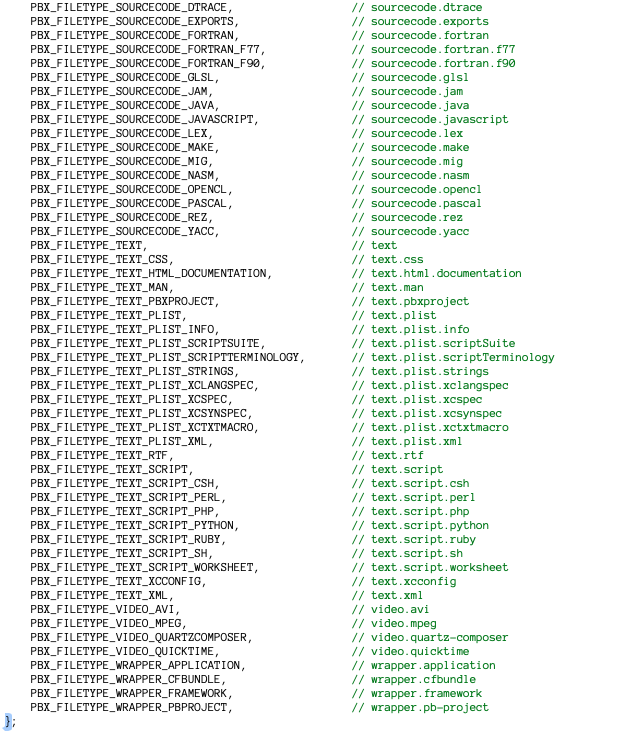 PBX_FILETYPE_SOURCECODE_DTRACE, // sourcecode.dtrace
PBX_FILETYPE_SOURCECODE_EXPORTS, // sourcecode.exports
PBX_FILETYPE_SOURCECODE_FORTRAN, // sourcecode.fortran
PBX_FILETYPE_SOURCECODE_FORTRAN_F77, // sourcecode.fortran.f77
PBX_FILETYPE_SOURCECODE_FORTRAN_F90, // sourcecode.fortran.f90
PBX_FILETYPE_SOURCECODE_GLSL, // sourcecode.glsl
PBX_FILETYPE_SOURCECODE_JAM, // sourcecode.jam
PBX_FILETYPE_SOURCECODE_JAVA, // sourcecode.java
PBX_FILETYPE_SOURCECODE_JAVASCRIPT, // sourcecode.javascript
PBX_FILETYPE_SOURCECODE_LEX, // sourcecode.lex
PBX_FILETYPE_SOURCECODE_MAKE, // sourcecode.make
PBX_FILETYPE_SOURCECODE_MIG, // sourcecode.mig
PBX_FILETYPE_SOURCECODE_NASM, // sourcecode.nasm
PBX_FILETYPE_SOURCECODE_OPENCL, // sourcecode.opencl
PBX_FILETYPE_SOURCECODE_PASCAL, // sourcecode.pascal
PBX_FILETYPE_SOURCECODE_REZ, // sourcecode.rez
PBX_FILETYPE_SOURCECODE_YACC, // sourcecode.yacc
PBX_FILETYPE_TEXT, // text
PBX_FILETYPE_TEXT_CSS, // text.css
PBX_FILETYPE_TEXT_HTML_DOCUMENTATION, // text.html.documentation
PBX_FILETYPE_TEXT_MAN, // text.man
PBX_FILETYPE_TEXT_PBXPROJECT, // text.pbxproject
PBX_FILETYPE_TEXT_PLIST, // text.plist
PBX_FILETYPE_TEXT_PLIST_INFO, // text.plist.info
PBX_FILETYPE_TEXT_PLIST_SCRIPTSUITE, // text.plist.scriptSuite
PBX_FILETYPE_TEXT_PLIST_SCRIPTTERMINOLOGY, // text.plist.scriptTerminology
PBX_FILETYPE_TEXT_PLIST_STRINGS, // text.plist.strings
PBX_FILETYPE_TEXT_PLIST_XCLANGSPEC, // text.plist.xclangspec
PBX_FILETYPE_TEXT_PLIST_XCSPEC, // text.plist.xcspec
PBX_FILETYPE_TEXT_PLIST_XCSYNSPEC, // text.plist.xcsynspec
PBX_FILETYPE_TEXT_PLIST_XCTXTMACRO, // text.plist.xctxtmacro
PBX_FILETYPE_TEXT_PLIST_XML, // text.plist.xml
PBX_FILETYPE_TEXT_RTF, // text.rtf
PBX_FILETYPE_TEXT_SCRIPT, // text.script
PBX_FILETYPE_TEXT_SCRIPT_CSH, // text.script.csh
PBX_FILETYPE_TEXT_SCRIPT_PERL, // text.script.perl
PBX_FILETYPE_TEXT_SCRIPT_PHP, // text.script.php
PBX_FILETYPE_TEXT_SCRIPT_PYTHON, // text.script.python
PBX_FILETYPE_TEXT_SCRIPT_RUBY, // text.script.ruby
PBX_FILETYPE_TEXT_SCRIPT_SH, // text.script.sh
PBX_FILETYPE_TEXT_SCRIPT_WORKSHEET, // text.script.worksheet
PBX_FILETYPE_TEXT_XCCONFIG, // text.xcconfig
PBX_FILETYPE_TEXT_XML, // text.xml
PBX_FILETYPE_VIDEO_AVI, // video.avi
PBX_FILETYPE_VIDEO_MPEG, // video.mpeg
PBX_FILETYPE_VIDEO_QUARTZCOMPOSER, // video.quartz-composer
PBX_FILETYPE_VIDEO_QUICKTIME, // video.quicktime
PBX_FILETYPE_WRAPPER_APPLICATION, // wrapper.application
PBX_FILETYPE_WRAPPER_CFBUNDLE, // wrapper.cfbundle
PBX_FILETYPE_WRAPPER_FRAMEWORK, // wrapper.framework
PBX_FILETYPE_WRAPPER_PBPROJECT, // wrapper.pb-project
};